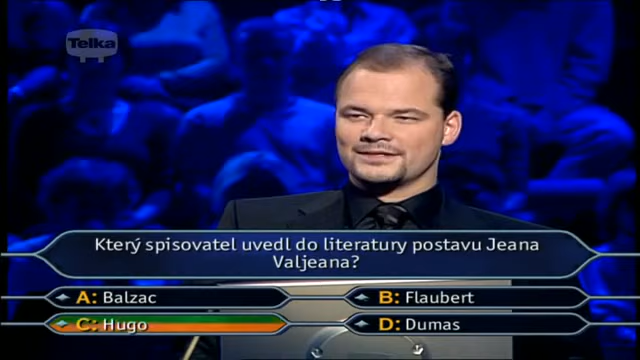 Telka
Který spisovatel uvedl do literatury postavu Jeana
Valjeana?
A: Balzac
B: Flaubert
C: Hugo
D: Dumas